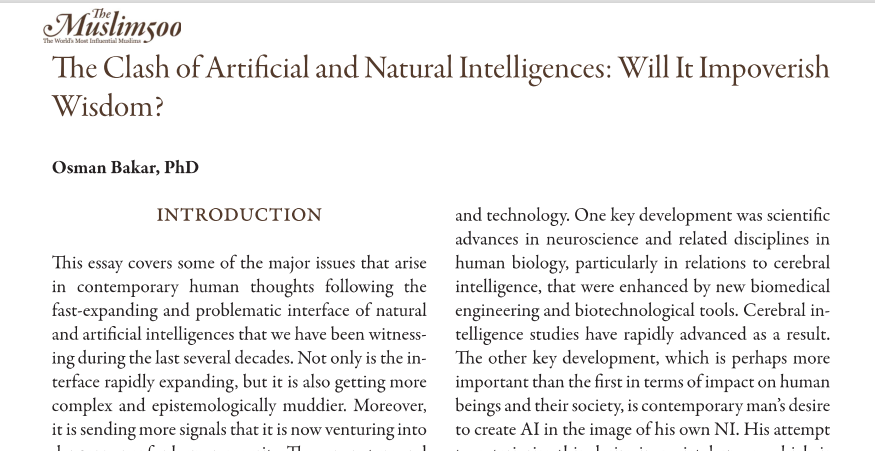 The
Muslim500
The World's Most Influential Muslims
The Clash of Artificial and Natural Intelligences: Will It Impoverish
Wisdom?
Osman Bakar, PhD
INTRODUCTION
This essay covers some of the major issues that arise
in contemporary human thoughts following the
fast-expanding and problematic interface of natural
and artificial intelligences that we have been witness-
ing during the last several decades. Not only is the in-
terface rapidly expanding, but it is also getting more
complex and epistemologically muddier. Moreover,
it is sending more signals that it is now venturing into
and technology. One key development was scientific
advances in neuroscience and related disciplines in
human biology, particularly in relations to cerebral
intelligence, that were enhanced by new biomedical
engineering and biotechnological tools. Cerebral in-
telligence studies have rapidly advanced as a result.
The other key development, which is perhaps more
important than the first in terms of impact on human
beings and their society, is contemporary man's desire
to create AI in the image of his own NI. His attempt